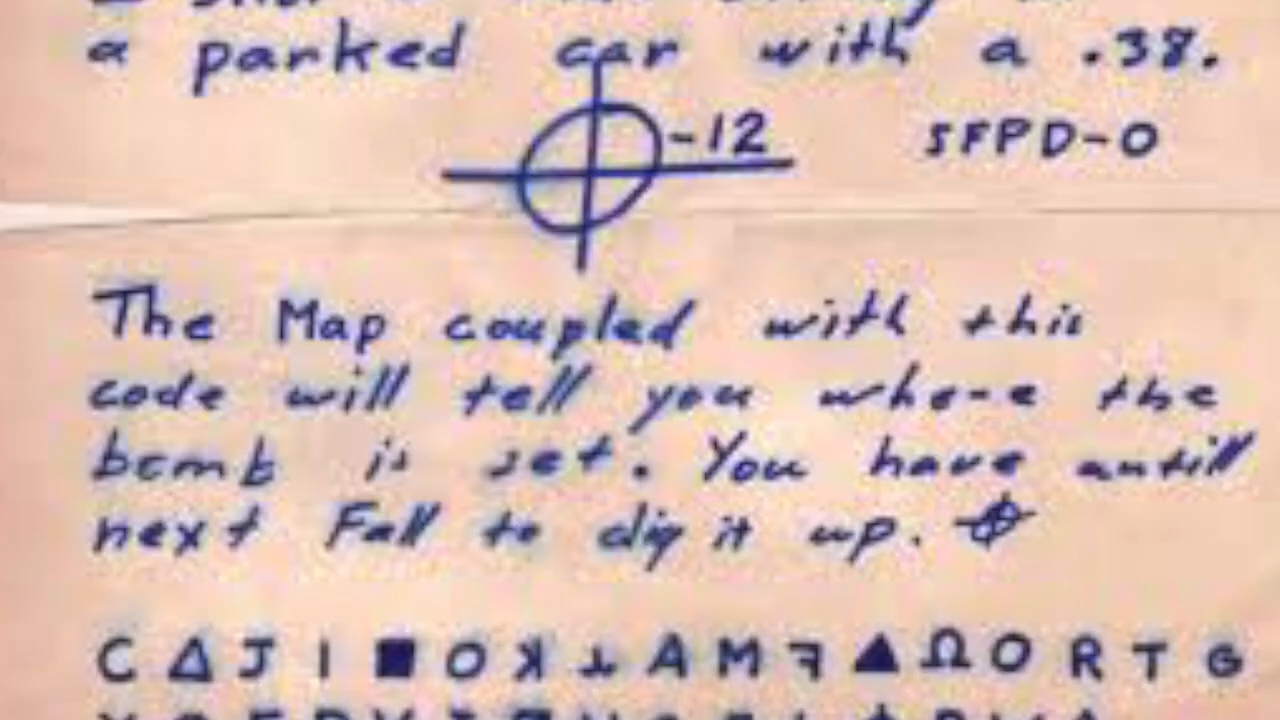 a parked car with a .38.
-12 SFPD-0
The Map coupled with this
code will tell you where the
bomb is set. You have untill
next Fall to dig it up. ⌖
C Δ J I ■ O ꓘ ⅄ A M ꟻ ▲ Ω O R T G